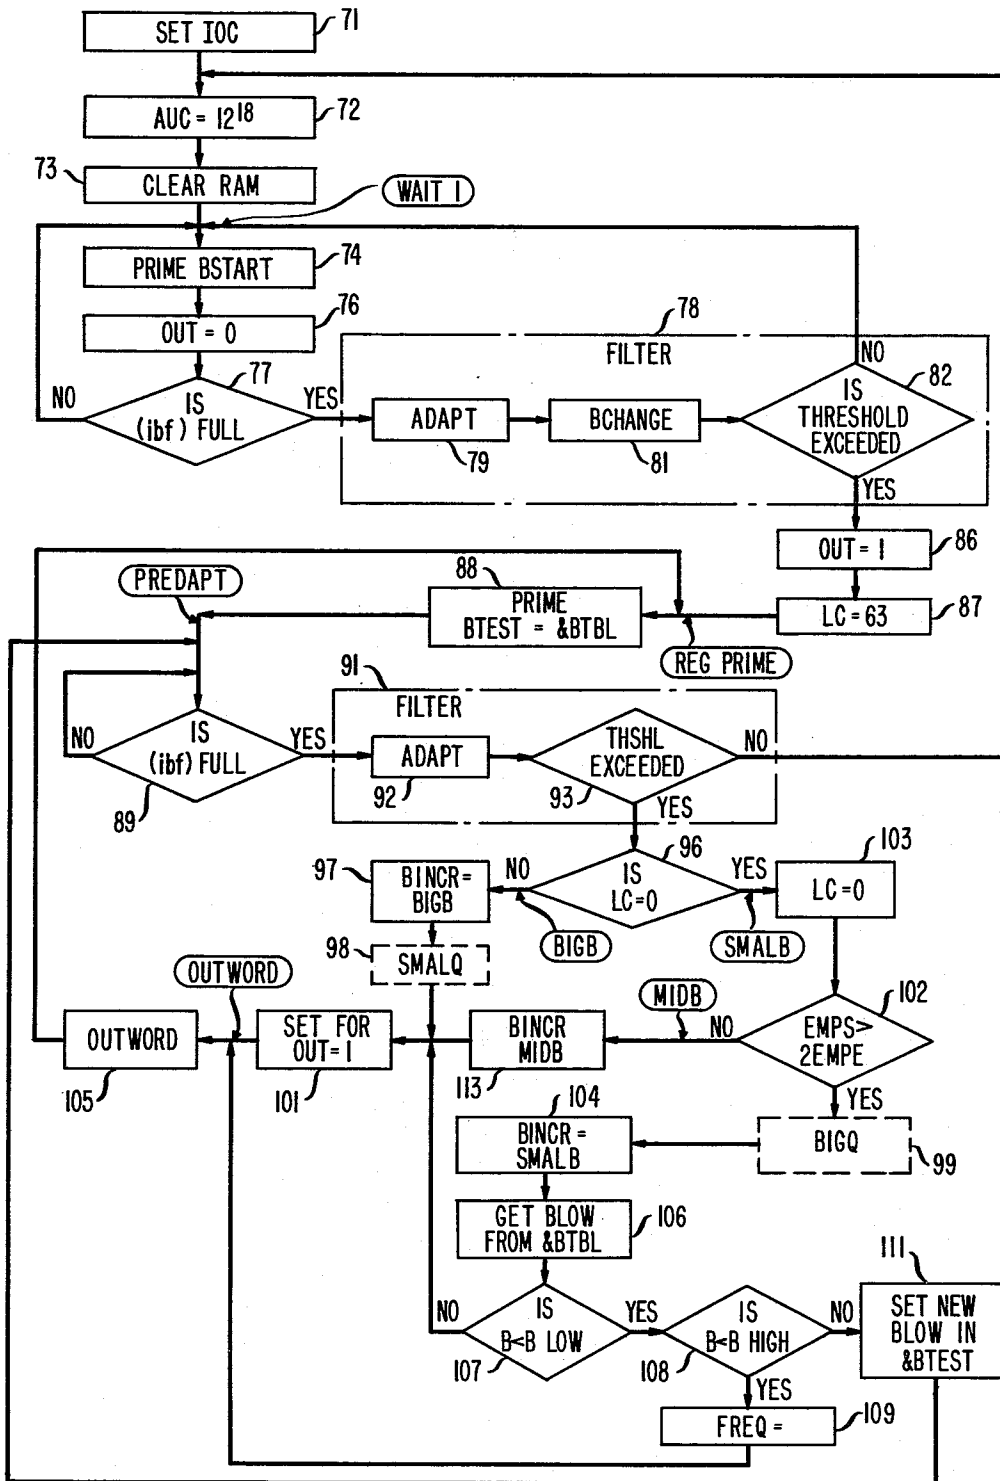 SET IOC
71
AUC = 12¹⁸
72
73
CLEAR RAM
WAIT 1
PRIME BSTART
74
OUT = 0
76
78
FILTER
77
NO
IS
(ibf) FULL
YES
ADAPT
79
BCHANGE
81
NO
82
IS
THRESHOLD
EXCEEDED
YES
OUT = 1
86
LC = 63
87
88
PRIME
BTEST = &BTBL
PREDAPT
REG PRIME
91
FILTER
NO
IS
(ibf) FULL
YES
89
ADAPT
92
THSHL
EXCEEDED
93
NO
YES
96
IS
LC=0
NO
YES
97
BINCR=
BIGB
103
LC=0
BIGB
SMALB
98
SMALQ
OUTWORD
MIDB
102
EMPS>
2EMPE
NO
YES
OUTWORD
105
SET FOR
OUT=1
101
BINCR
MIDB
113
BIGQ
99
104
BINCR=
SMALB
GET BLOW
FROM &BTBL
106
NO
IS
B<B LOW
107
YES
IS
B<B HIGH
108
NO
YES
111
SET NEW
BLOW IN
&BTEST
FREQ =
109